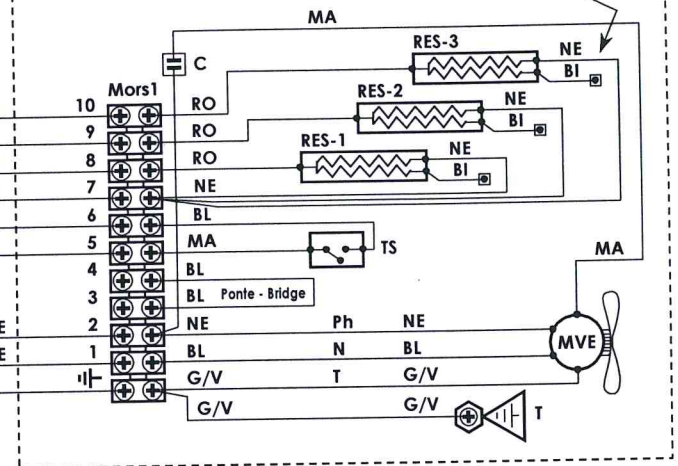 MA
RES-3
NE
BI
C
Mors1
RES-2
NE
BI
10
RO
9
RO
RES-1
NE
BI
8
RO
7
NE
6
BL
5
MA
TS
MA
4
BL
3
BL
Ponte - Bridge
2
NE
Ph
NE
MVE
1
BL
N
BL
G/V
T
G/V
G/V
G/V
T
E
E